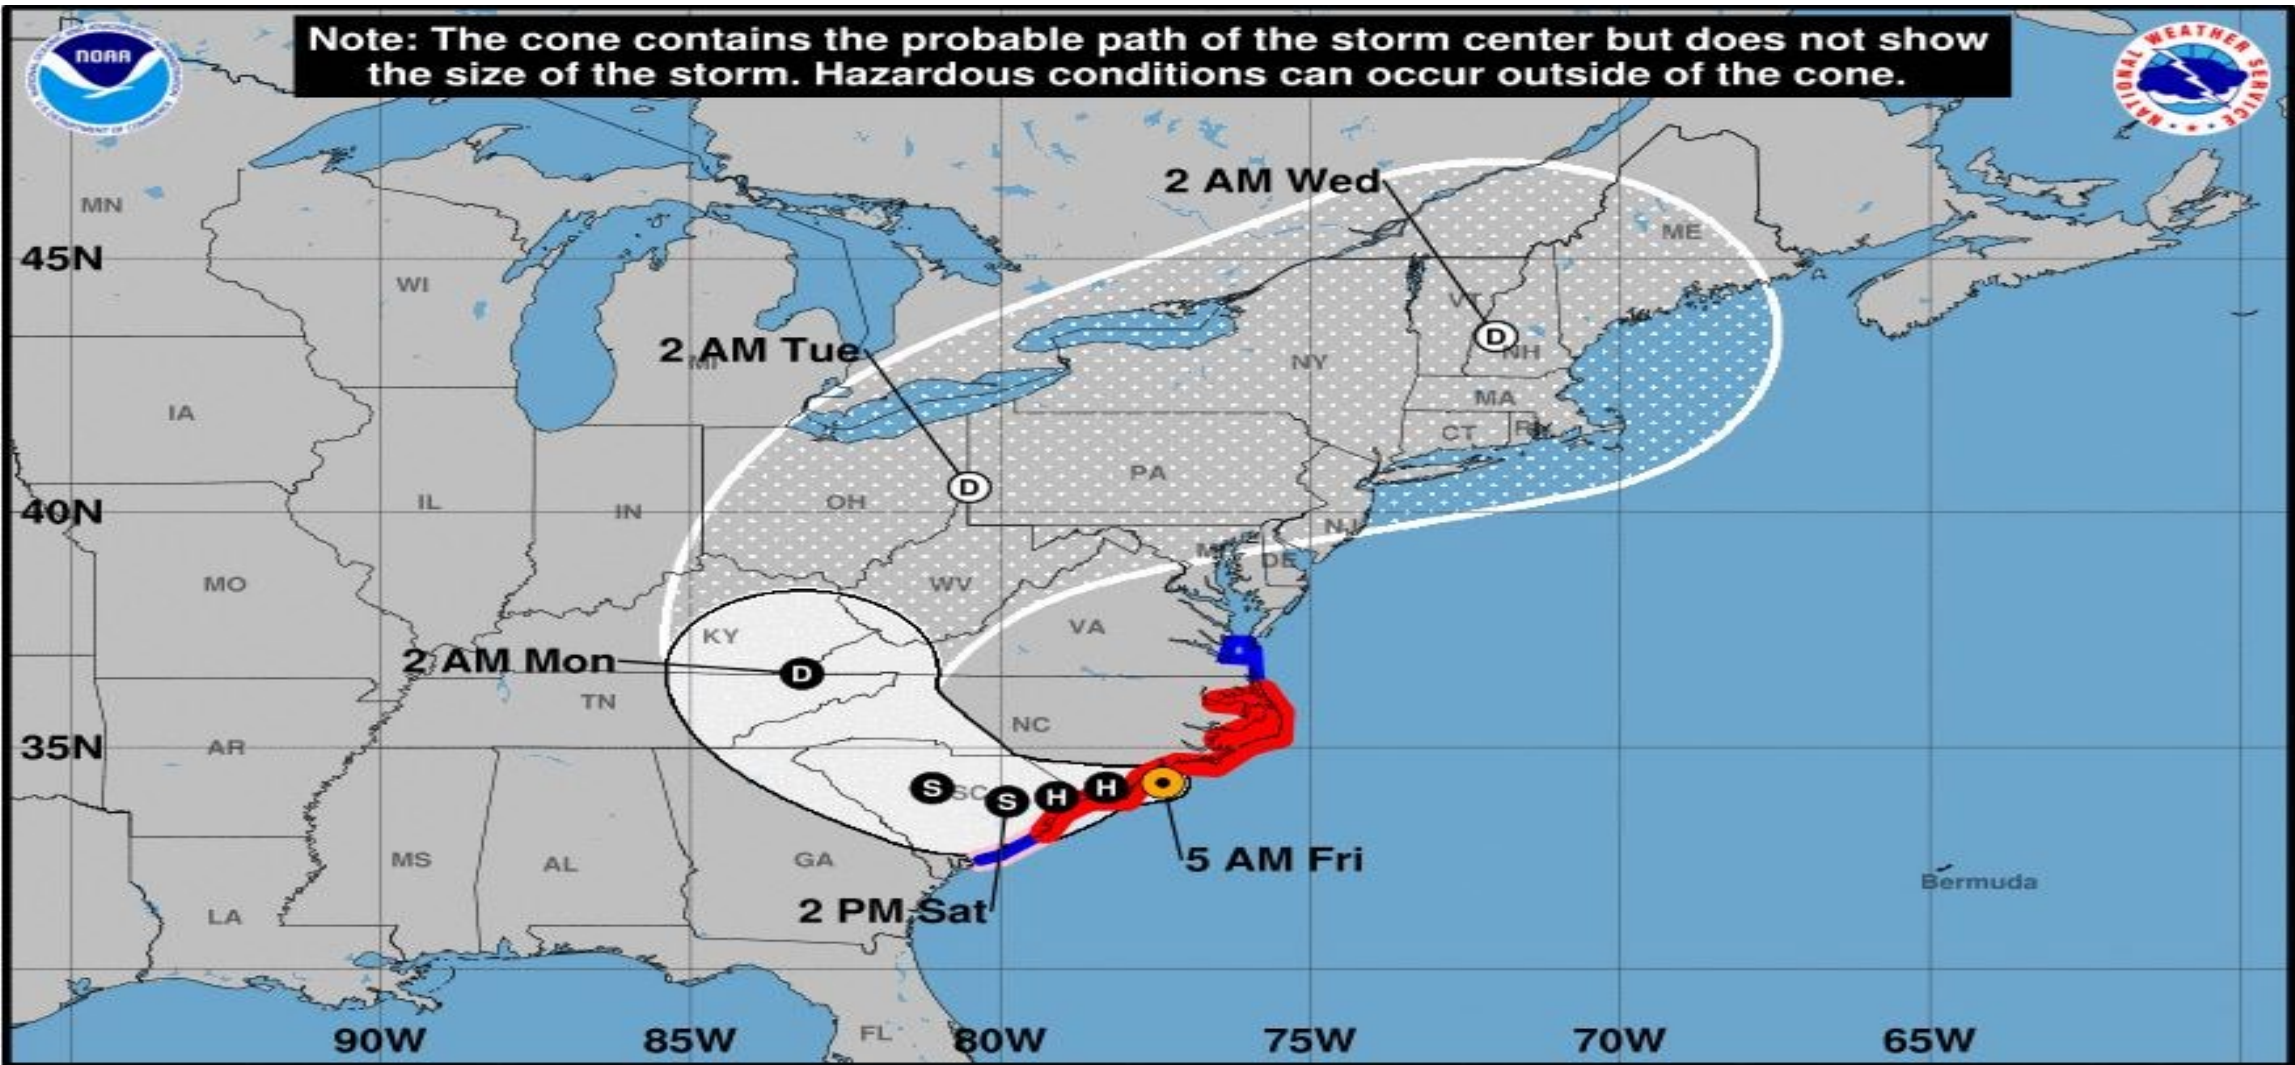 NOAA
Note: The cone contains the probable path of the storm center but does not show
the size of the storm. Hazardous conditions can occur outside of the cone.
NATIONAL WEATHER SERVICE
2 AM Wed
MN
ME
45N
WI
VT
2 AM Tue
MI
NY
D
NH
IA
MA
CT
RI
PA
D
40N
IL
IN
OH
NJ
MO
WV
DE
KY
VA
2 AM Mon
D
TN
NC
35N
AR
S
SC
S
H
H
MS
AL
GA
5 AM Fri
Bermuda
LA
2 PM Sat
FL
90W
85W
80W
75W
70W
65W